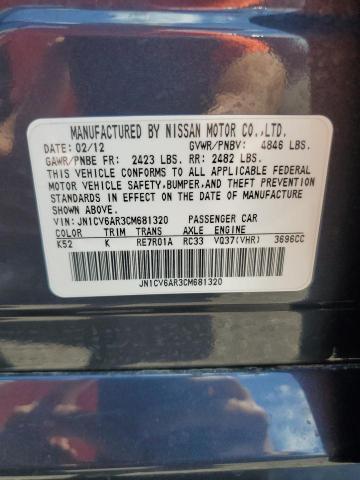 MANUFACTURED BY NISSAN MOTOR CO.,LTD.
DATE: 02/12 GVWR/PNBV: 4846 LBS.
GAWR/PNBE FR: 2423 LBS. RR: 2482 LBS.
THIS VEHICLE CONFORMS TO ALL APPLICABLE FEDERAL
MOTOR VEHICLE SAFETY,BUMPER,AND THEFT PREVENTION
STANDARDS IN EFFECT ON THE DATE OF MANUFACTURE
SHOWN ABOVE.
VIN: JN1CV6AR3CM681320 PASSENGER CAR
COLOR TRIM TRANS AXLE ENGINE
K52 K RE7R01A RC33 VQ37(VHR) 3696CC
JN1CV6AR3CM681320